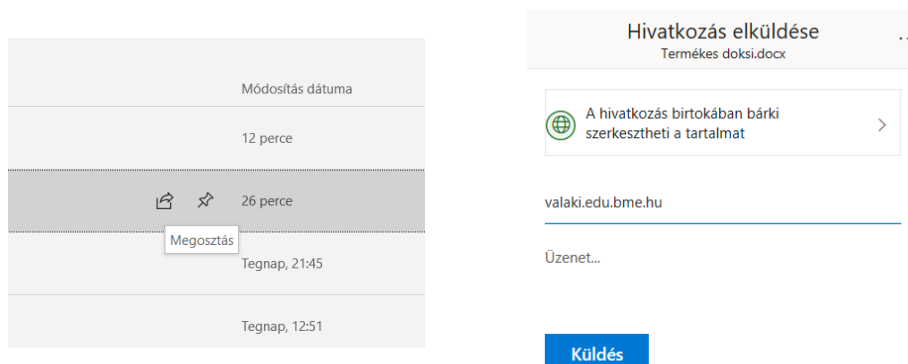 Módosítás dátuma
12 perce
26 perce
Megosztás
Tegnap, 21:45
Tegnap, 12:51
Hivatkozás elküldése
Termékes doksi.docx
A hivatkozás birtokában bárki
szerkesztheti a tartalmat
valaki.edu.bme.hu
Üzenet...
Küldés